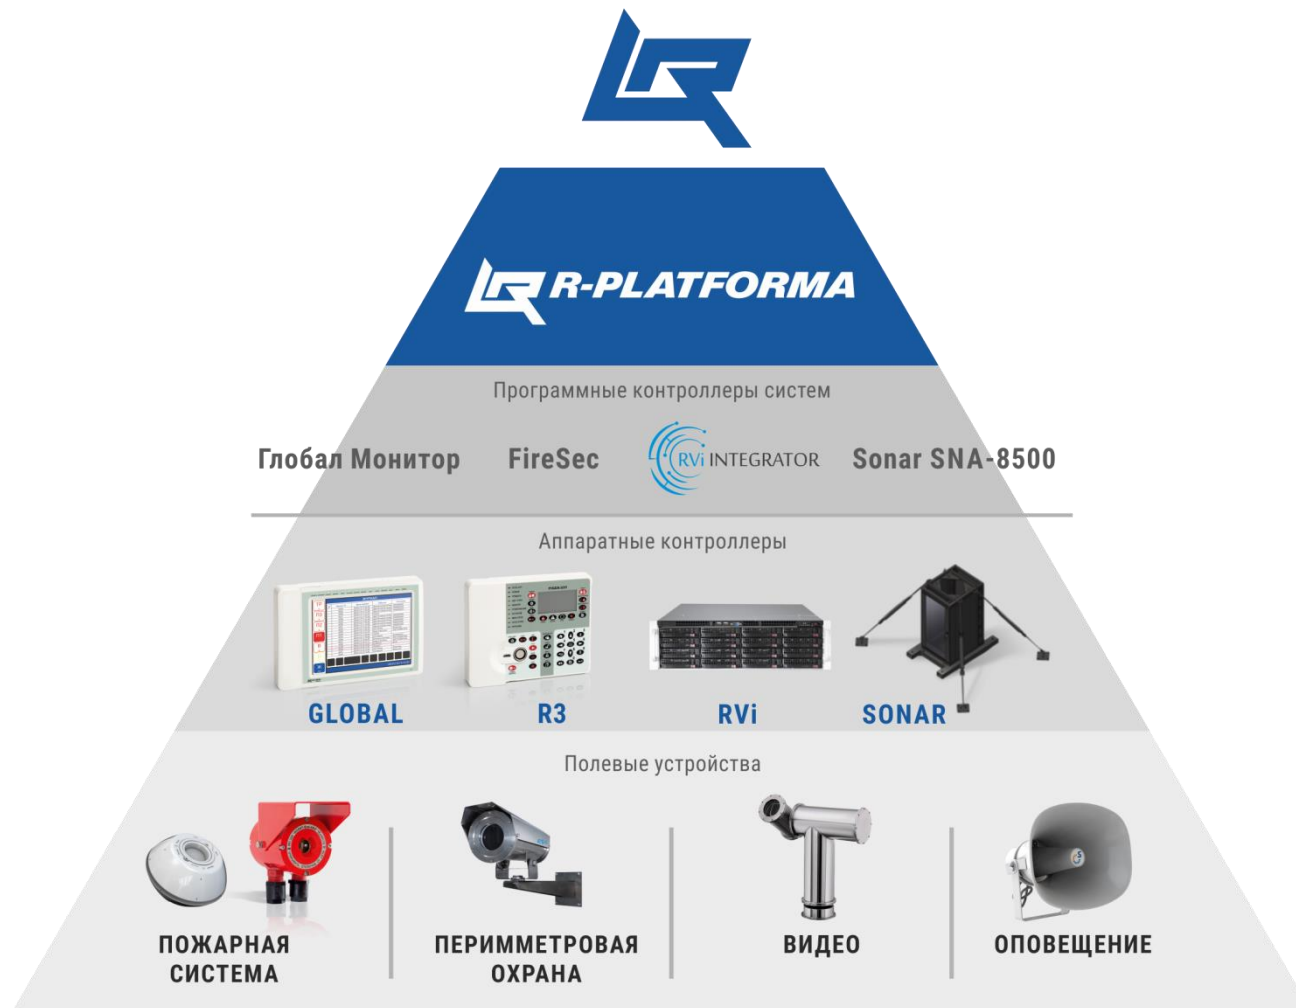 R-PLATFORMA
Программные контроллеры систем
Глобал Монитор
FireSec
RVi INTEGRATOR
Sonar SNA-8500
Аппаратные контроллеры
GLOBAL
R3
RVi
SONAR
Полевые устройства
ПОЖАРНАЯ
СИСТЕМА
ПЕРИММЕТРОВАЯ
ОХРАНА
ВИДЕО
ОПОВЕЩЕНИЕ